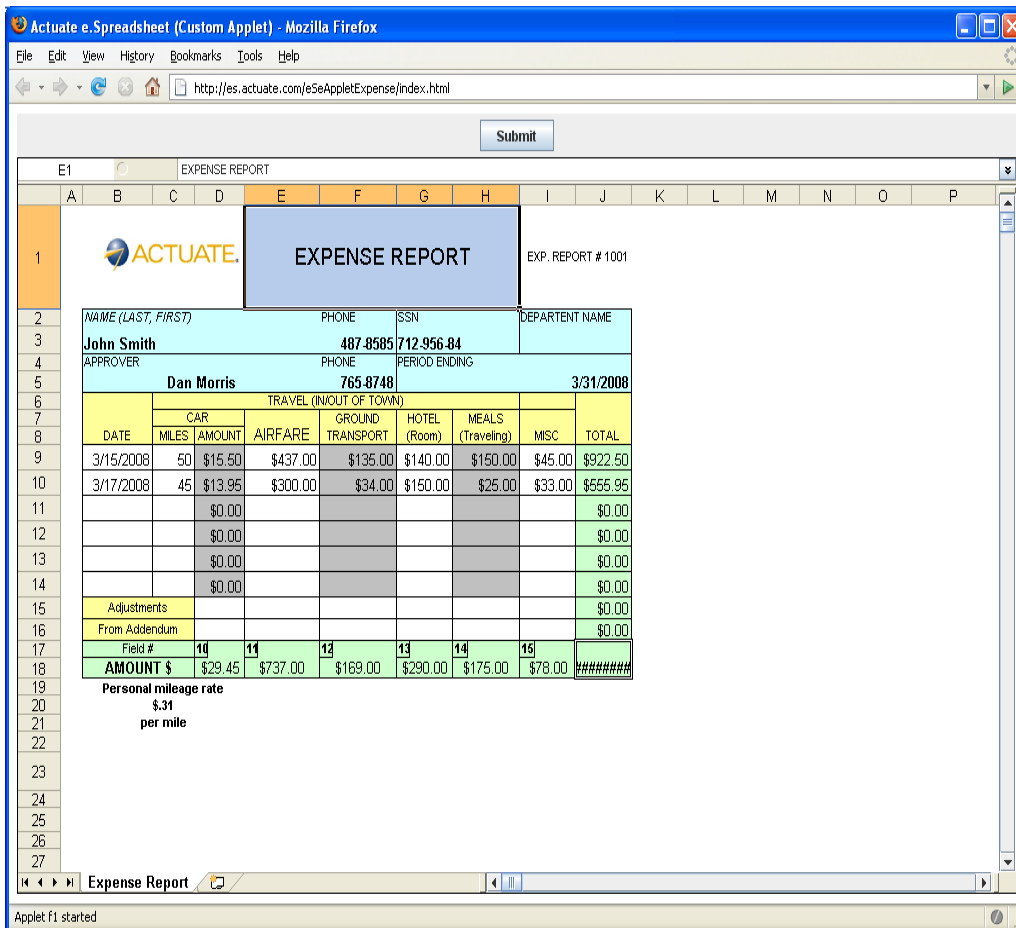 Actuate e.Spreadsheet (Custom Applet) - Mozilla Firefox
File Edit View History Bookmarks Tools Help
http://es.actuate.com/eSeAppletExpense/index.html
Submit
E1 EXPENSE REPORT
A B C D E F G H I J K L M N O P
1 ACTUATE. EXPENSE REPORT EXP. REPORT # 1001
2 NAME (LAST, FIRST) PHONE SSN DEPARTENT NAME
3 John Smith 487-8585 712-956-84
4 APPROVER PHONE PERIOD ENDING
5 Dan Morris 765-8748 3/31/2008
6 TRAVEL (IN/OUT OF TOWN)
7 CAR GROUND HOTEL MEALS
8 DATE MILES AMOUNT AIRFARE TRANSPORT (Room) (Traveling) MISC TOTAL
9 3/15/2008 50 $15.50 $437.00 $135.00 $140.00 $150.00 $45.00 $922.50
10 3/17/2008 45 $13.95 $300.00 $34.00 $150.00 $25.00 $33.00 $555.95
11 $0.00 $0.00
12 $0.00 $0.00
13 $0.00 $0.00
14 $0.00 $0.00
15 Adjustments $0.00
16 From Addendum $0.00
17 Field # 10 11 12 13 14 15
18 AMOUNT $ $29.45 $737.00 $169.00 $290.00 $175.00 $78.00 ########
19 Personal mileage rate
20 $.31
21 per mile
22
23
24
25
26
27
Expense Report
Applet f1 started